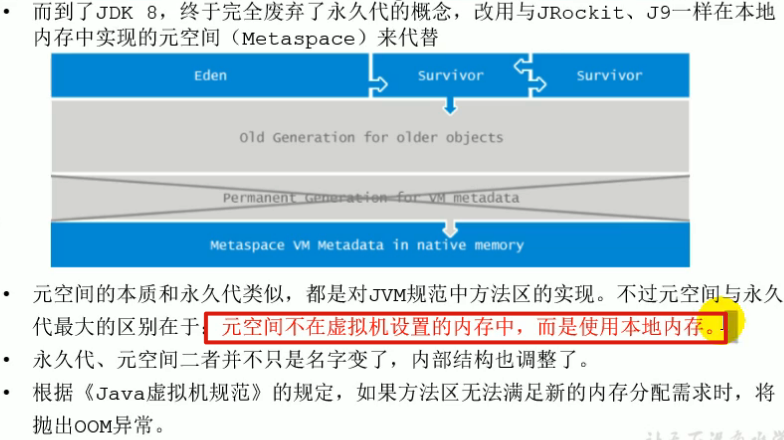 • 而到了JDK 8，终于完全废弃了永久代的概念，改用与JRockit、J9一样在本地
内存中实现的元空间（Metaspace）来代替
Eden Survivor Survivor
Old Generation for older objects
Permanent Generation for VM metadata
Metaspace VM Metadata in native memory
• 元空间的本质和永久代类似，都是对JVM规范中方法区的实现。不过元空间与永久
代最大的区别在于：元空间不在虚拟机设置的内存中，而是使用本地内存。
• 永久代、元空间二者并不只是名字变了，内部结构也调整了。
• 根据《Java虚拟机规范》的规定，如果方法区无法满足新的内存分配需求时，将
抛出OOM异常。